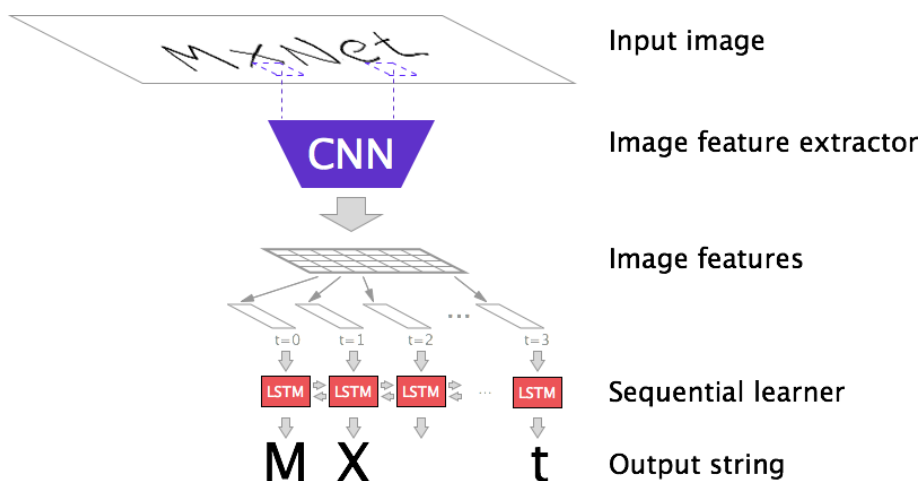 MxNet Input image
CNN Image feature extractor
Image features
...
t=0 t=1 t=2 t=3
LSTM LSTM LSTM ... LSTM Sequential learner
M X t Output string